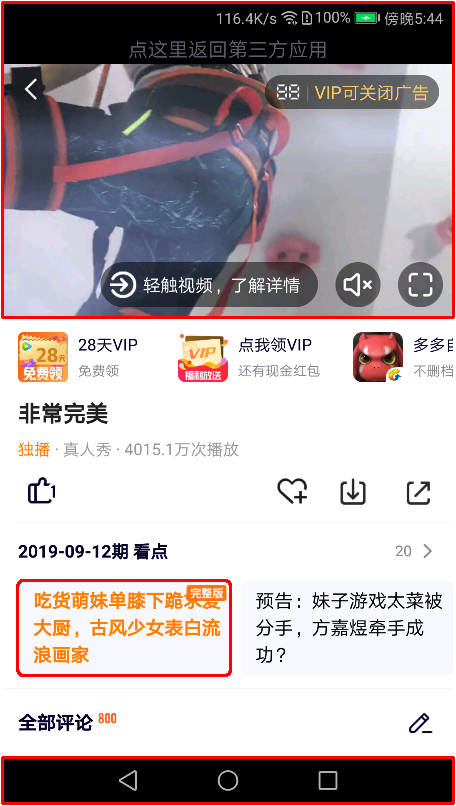 116.4K/s 100% 傍晚5:44
点这里返回第三方应用
88 | VIP可关闭广告
轻触视频，了解详情
28天
免费领
28天VIP
免费领
VIP
福利放送
点我领VIP
还有现金红包
多多自
不删档
非常完美
独播 · 真人秀 · 4015.1万次播放
1
2019-09-12期 看点
20
完整版
吃货萌妹单膝下跪求爱
大厨，古风少女表白流
浪画家
预告：妹子游戏太菜被
分手，方嘉煜牵手成
功？
全部评论 800